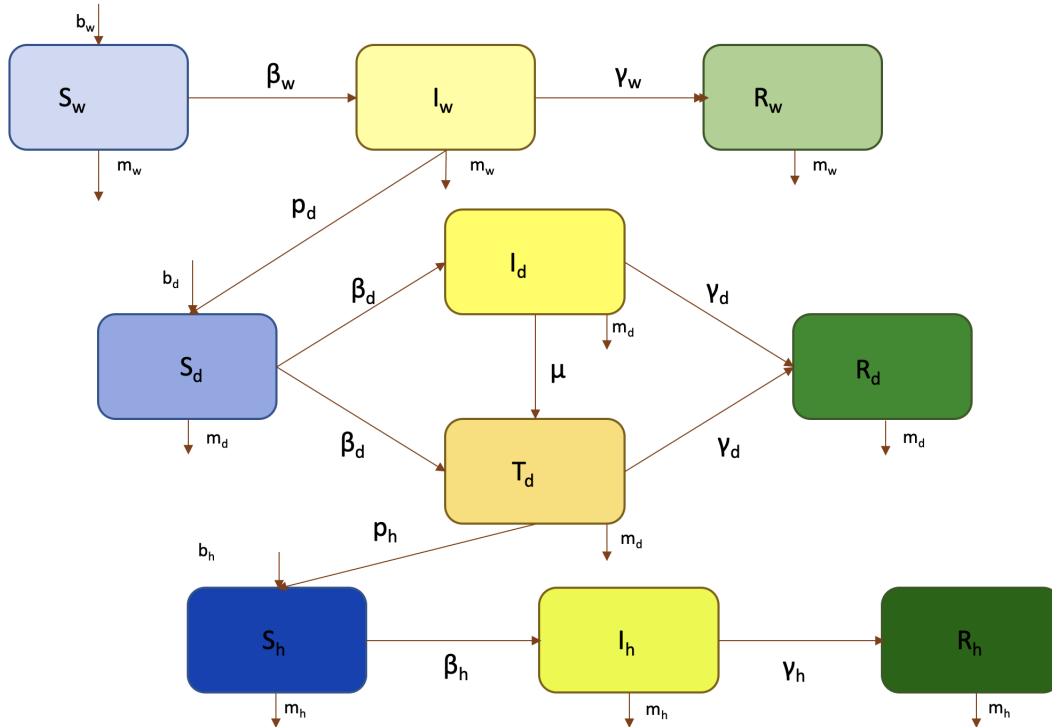 b_w
S_w
β_w
I_w
γ_w
R_w
m_w
m_w
m_w
p_d
I_d
b_d
β_d
γ_d
m_d
S_d
μ
R_d
m_d
β_d
T_d
γ_d
m_d
p_h
m_d
b_h
S_h
β_h
I_h
γ_h
R_h
m_h
m_h
m_h